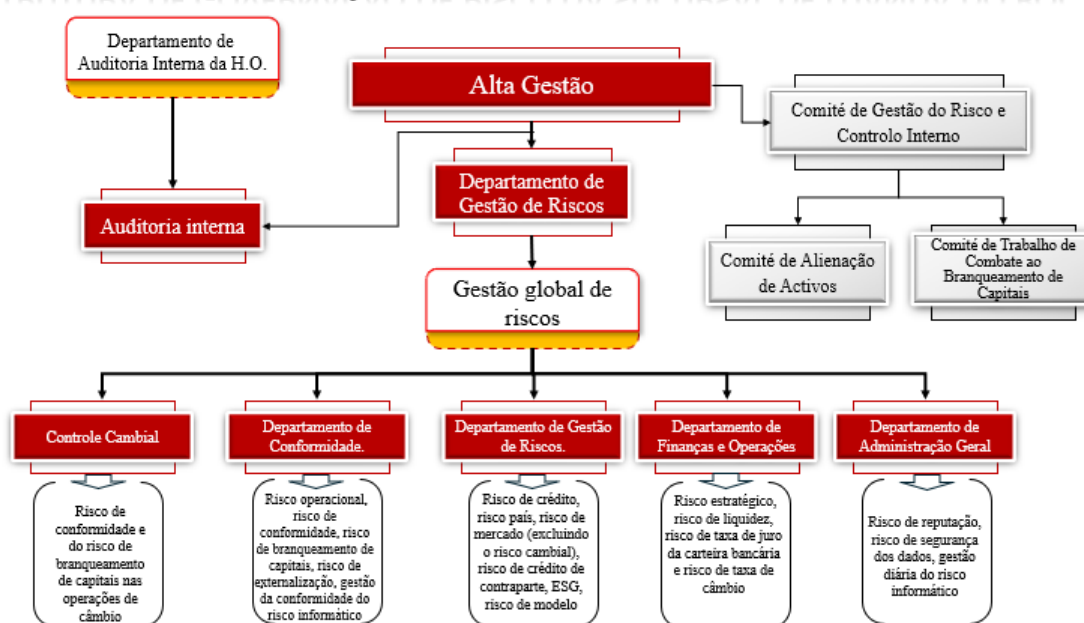 Departamento de
Auditoria Interna da H.O.
Alta Gestão
Comité de Gestão do Risco e
Controlo Interno
Departamento de
Gestão de Riscos
Auditoria interna
Comité de Alienação
de Activos
Comité de Trabalho de
Combate ao
Branqueamento de
Capitais
Gestão global de
riscos
Controle Cambial
Departamento de
Conformidade.
Departamento de Gestão
de Riscos.
Departamento de
Finanças e Operações
Departamento de
Administração Geral
Risco de
conformidade e
do risco de
branqueamento
de capitais nas
operações de
câmbio
Risco operacional,
risco de
conformidade, risco
de branqueamento de
capitais, risco de
externalização, gestão
da conformidade do
risco informático
Risco de crédito,
risco país, risco de
mercado (excluindo
o risco cambial),
risco de crédito de
contraparte, ESG,
risco de modelo
Risco estratégico,
risco de liquidez,
risco de taxa de juro
da carteira bancária
e risco de taxa de
câmbio
Risco de reputação,
risco de segurança
dos dados, gestão
diária do risco
informático